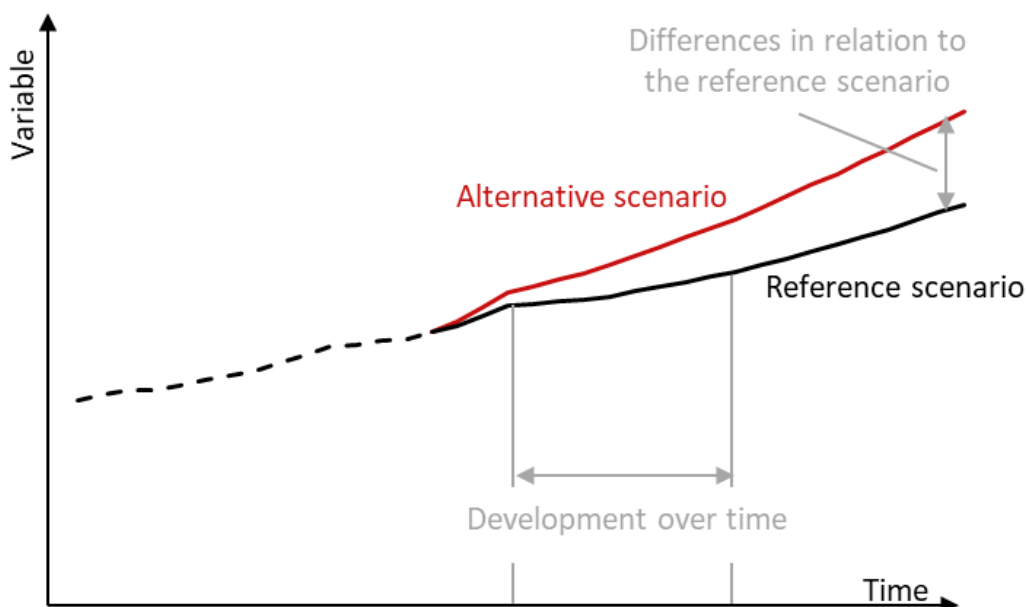 Variable
Differences in relation to
the reference scenario
Alternative scenario
Reference scenario
Development over time
Time